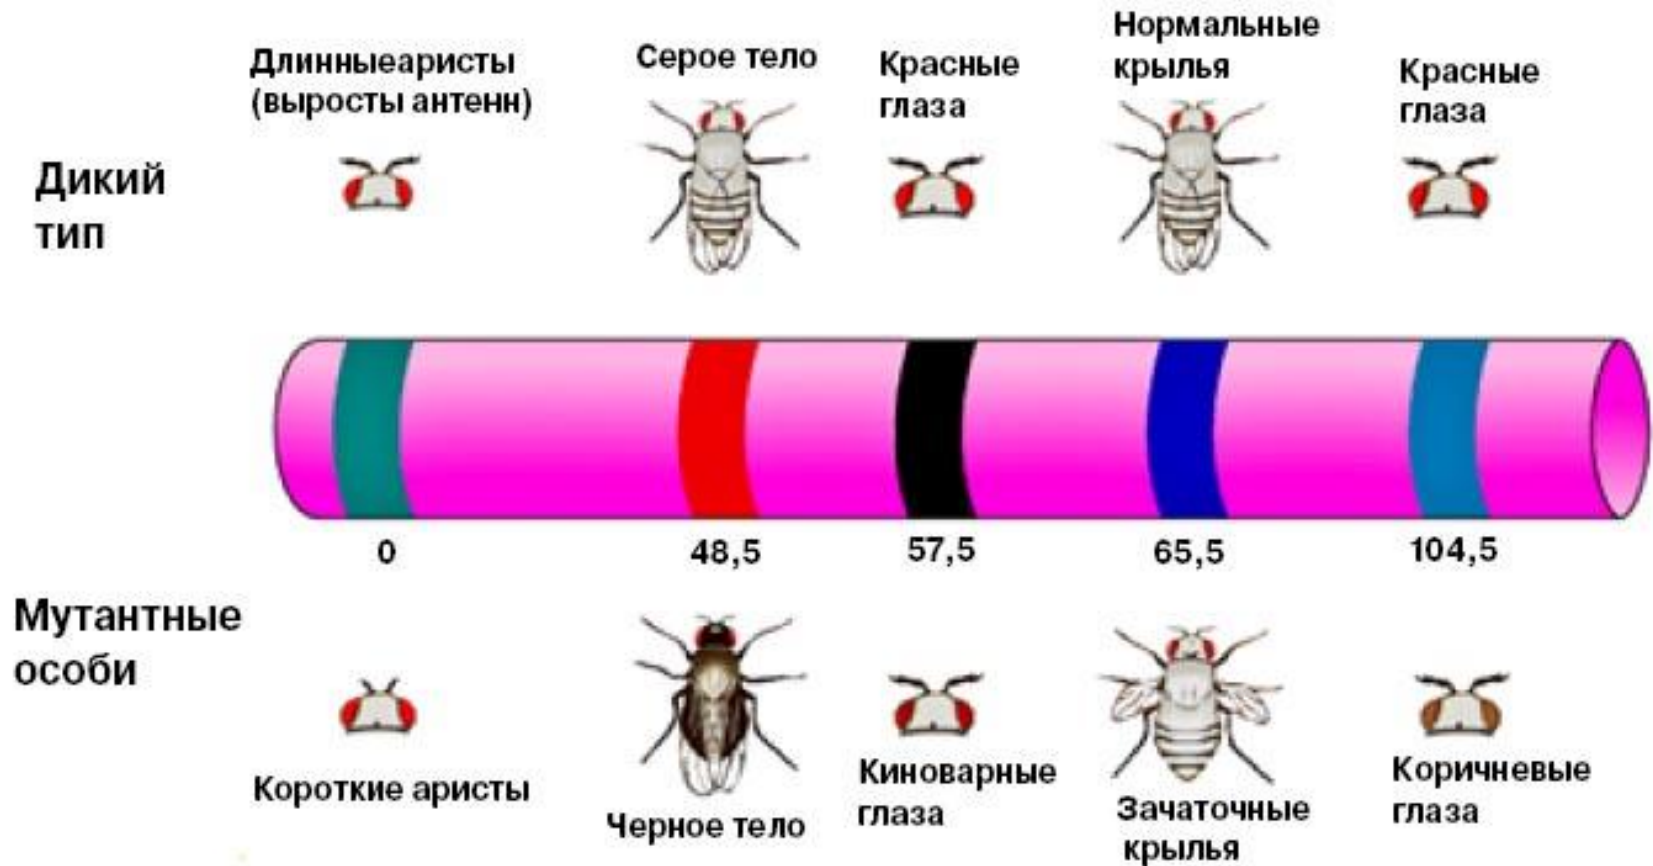 Длинныеаристы
(выросты антенн)
Серое тело
Красные
глаза
Нормальные
крылья
Красные
глаза
Дикий
тип
0
48,5
57,5
65,5
104,5
Мутантные
особи
Короткие аристы
Черное тело
Киноварные
глаза
Зачаточные
крылья
Коричневые
глаза